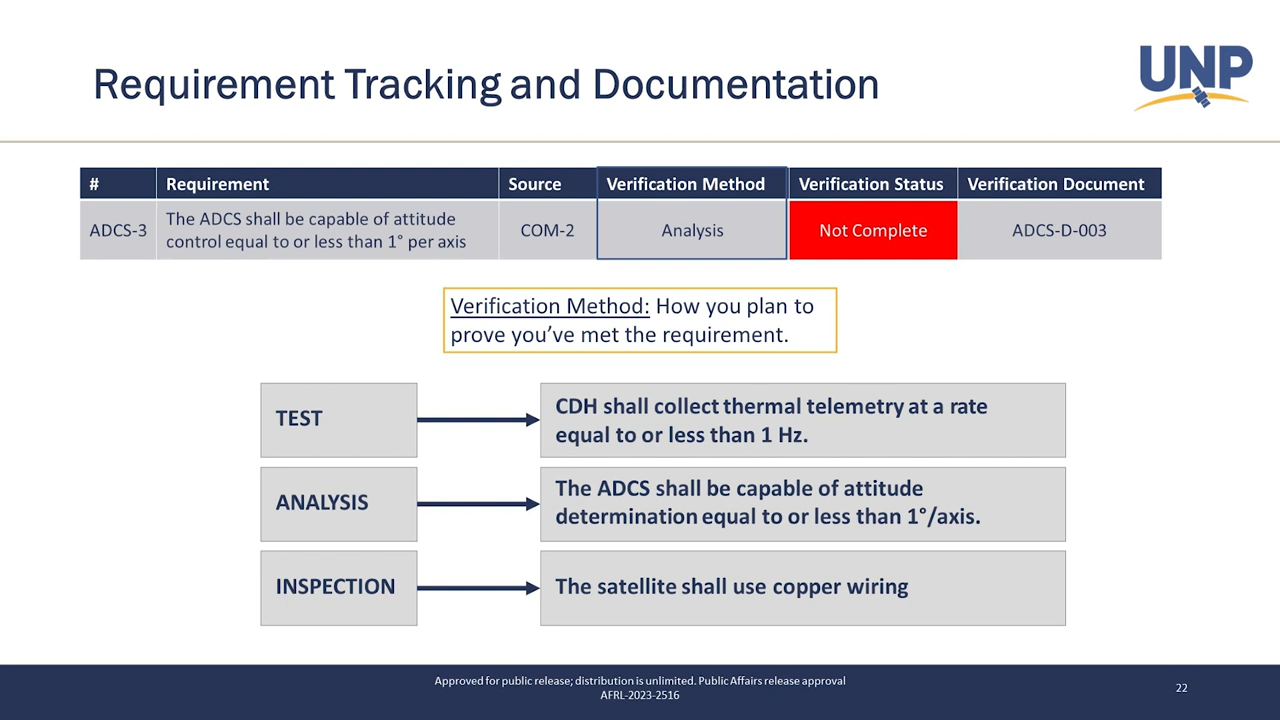 Requirement Tracking and Documentation
UNP
# Requirement Source Verification Method Verification Status Verification Document
ADCS-3 The ADCS shall be capable of attitude control equal to or less than 1° per axis COM-2 Analysis Not Complete ADCS-D-003
Verification Method: How you plan to
prove you’ve met the requirement.
TEST
CDH shall collect thermal telemetry at a rate
equal to or less than 1 Hz.
ANALYSIS
The ADCS shall be capable of attitude
determination equal to or less than 1°/axis.
INSPECTION
The satellite shall use copper wiring
Approved for public release; distribution is unlimited. Public Affairs release approval
AFRL-2023-2516
22